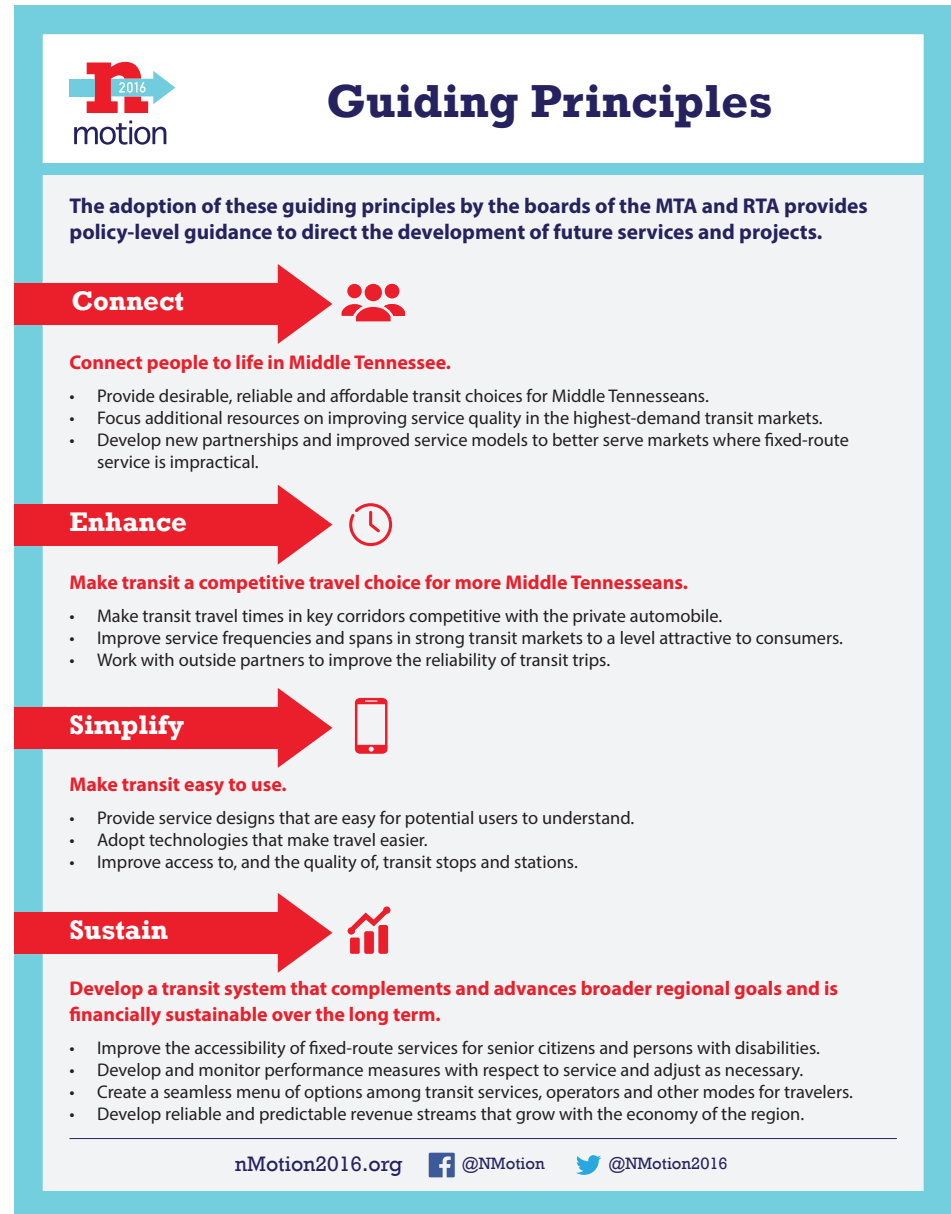 n
2016
motion
Guiding Principles
The adoption of these guiding principles by the boards of the MTA and RTA provides
policy-level guidance to direct the development of future services and projects.
Connect
Connect people to life in Middle Tennessee.
• Provide desirable, reliable and affordable transit choices for Middle Tennesseans.
• Focus additional resources on improving service quality in the highest-demand transit markets.
• Develop new partnerships and improved service models to better serve markets where fixed-route
service is impractical.
Enhance
Make transit a competitive travel choice for more Middle Tennesseans.
• Make transit travel times in key corridors competitive with the private automobile.
• Improve service frequencies and spans in strong transit markets to a level attractive to consumers.
• Work with outside partners to improve the reliability of transit trips.
Simplify
Make transit easy to use.
• Provide service designs that are easy for potential users to understand.
• Adopt technologies that make travel easier.
• Improve access to, and the quality of, transit stops and stations.
Sustain
Develop a transit system that complements and advances broader regional goals and is
financially sustainable over the long term.
• Improve the accessibility of fixed-route services for senior citizens and persons with disabilities.
• Develop and monitor performance measures with respect to service and adjust as necessary.
• Create a seamless menu of options among transit services, operators and other modes for travelers.
• Develop reliable and predictable revenue streams that grow with the economy of the region.
nMotion2016.org @NMotion @NMotion2016